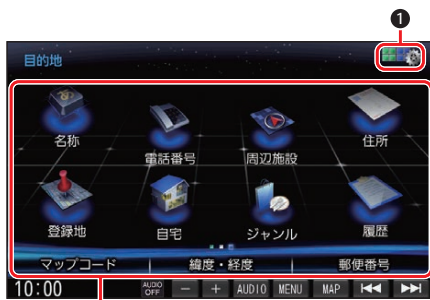 ❶
目的地
名称
電話番号
周辺施設
住所
登録地
自宅
ジャンル
履歴
マップコード
緯度・経度
郵便番号
10:00 AUDIO OFF − + AUDIO MENU MAP